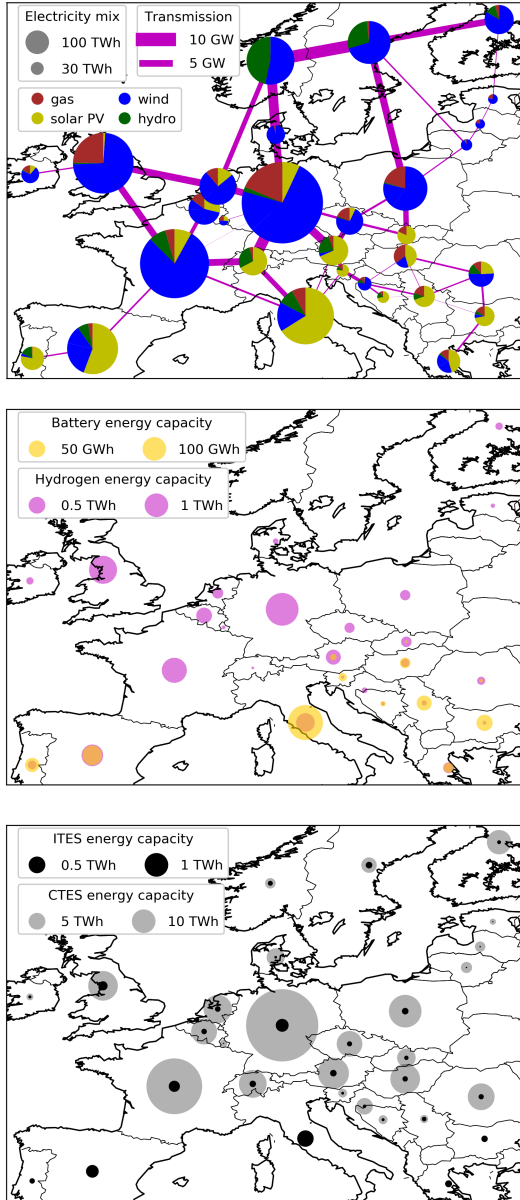 Electricity mix
100 TWh
30 TWh
Transmission
10 GW
5 GW
gas
wind
solar PV
hydro
Battery energy capacity
50 GWh 100 GWh
Hydrogen energy capacity
0.5 TWh 1 TWh
ITES energy capacity
0.5 TWh 1 TWh
CTES energy capacity
5 TWh 10 TWh